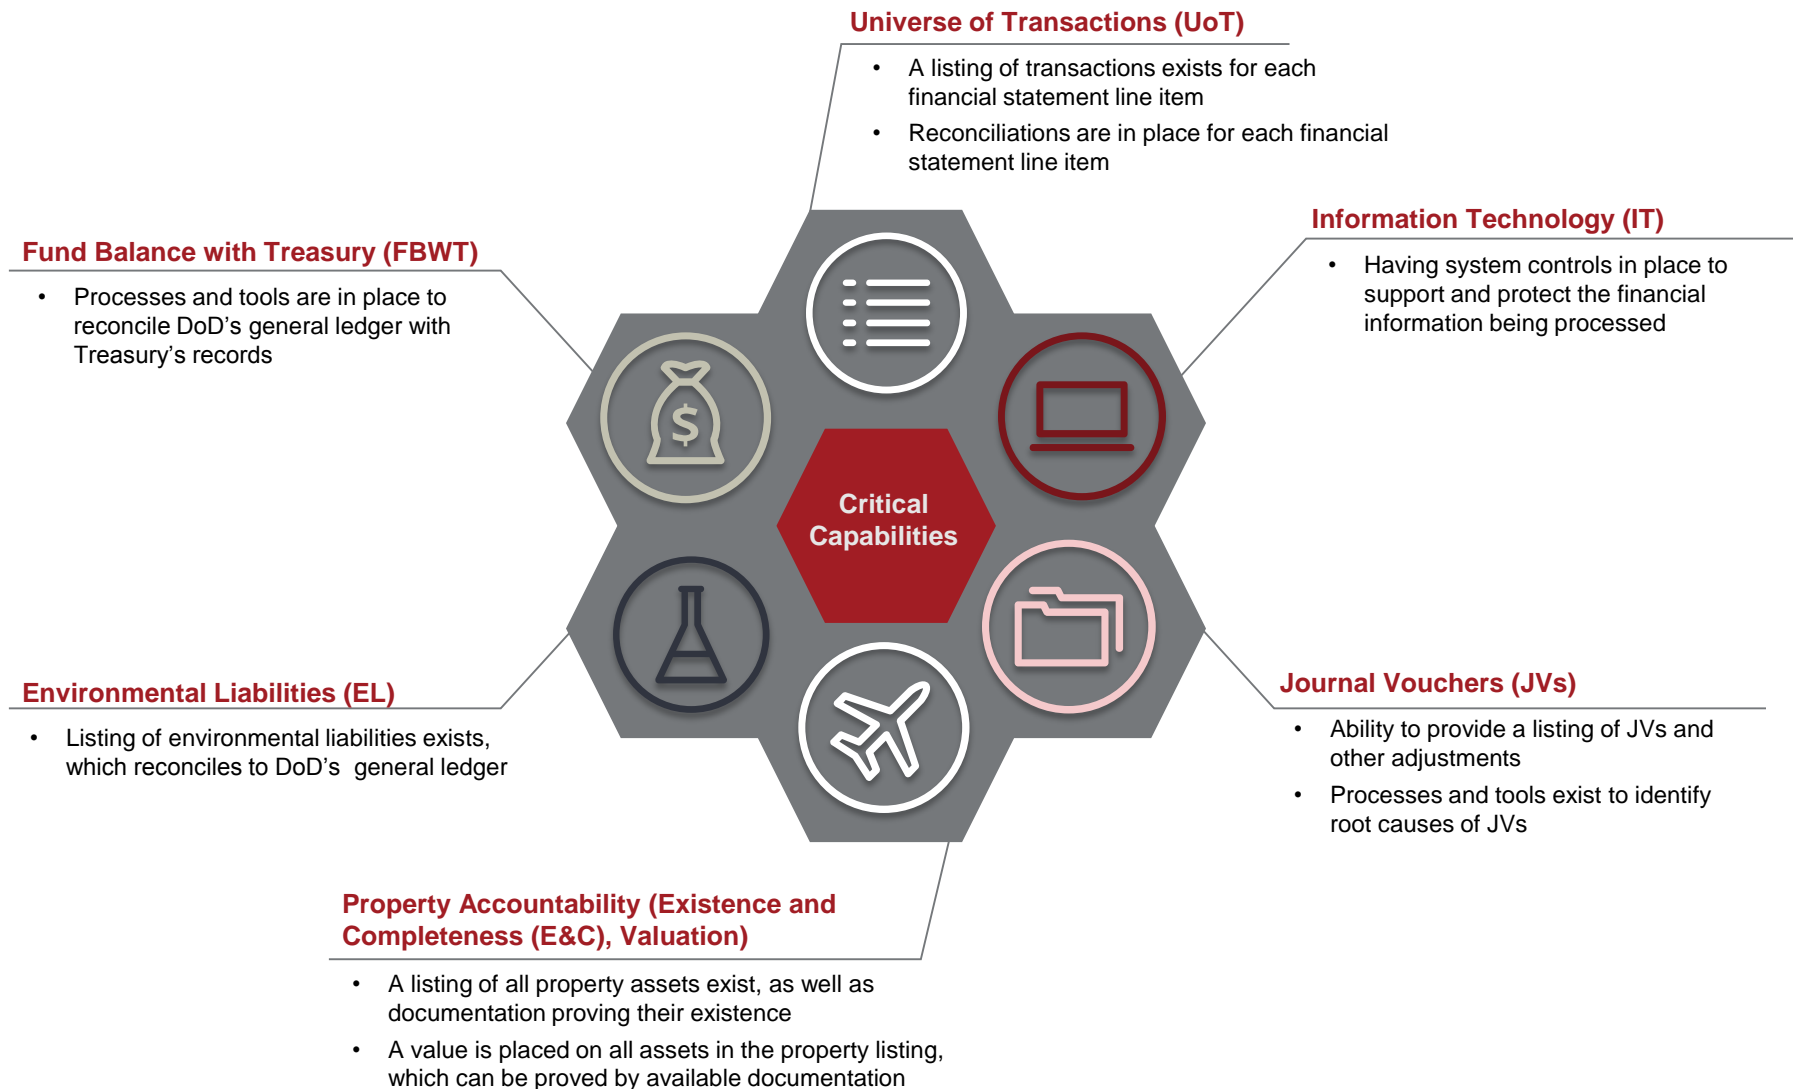 Universe of Transactions (UoT)
• A listing of transactions exists for each
financial statement line item
• Reconciliations are in place for each financial
statement line item
Information Technology (IT)
• Having system controls in place to
support and protect the financial
information being processed
Fund Balance with Treasury (FBWT)
• Processes and tools are in place to
reconcile DoD’s general ledger with
Treasury’s records
$
Critical
Capabilities
Environmental Liabilities (EL)
• Listing of environmental liabilities exists,
which reconciles to DoD’s general ledger
Journal Vouchers (JVs)
• Ability to provide a listing of JVs and
other adjustments
• Processes and tools exist to identify
root causes of JVs
Property Accountability (Existence and
Completeness (E&C), Valuation)
• A listing of all property assets exist, as well as
documentation proving their existence
• A value is placed on all assets in the property listing,
which can be proved by available documentation